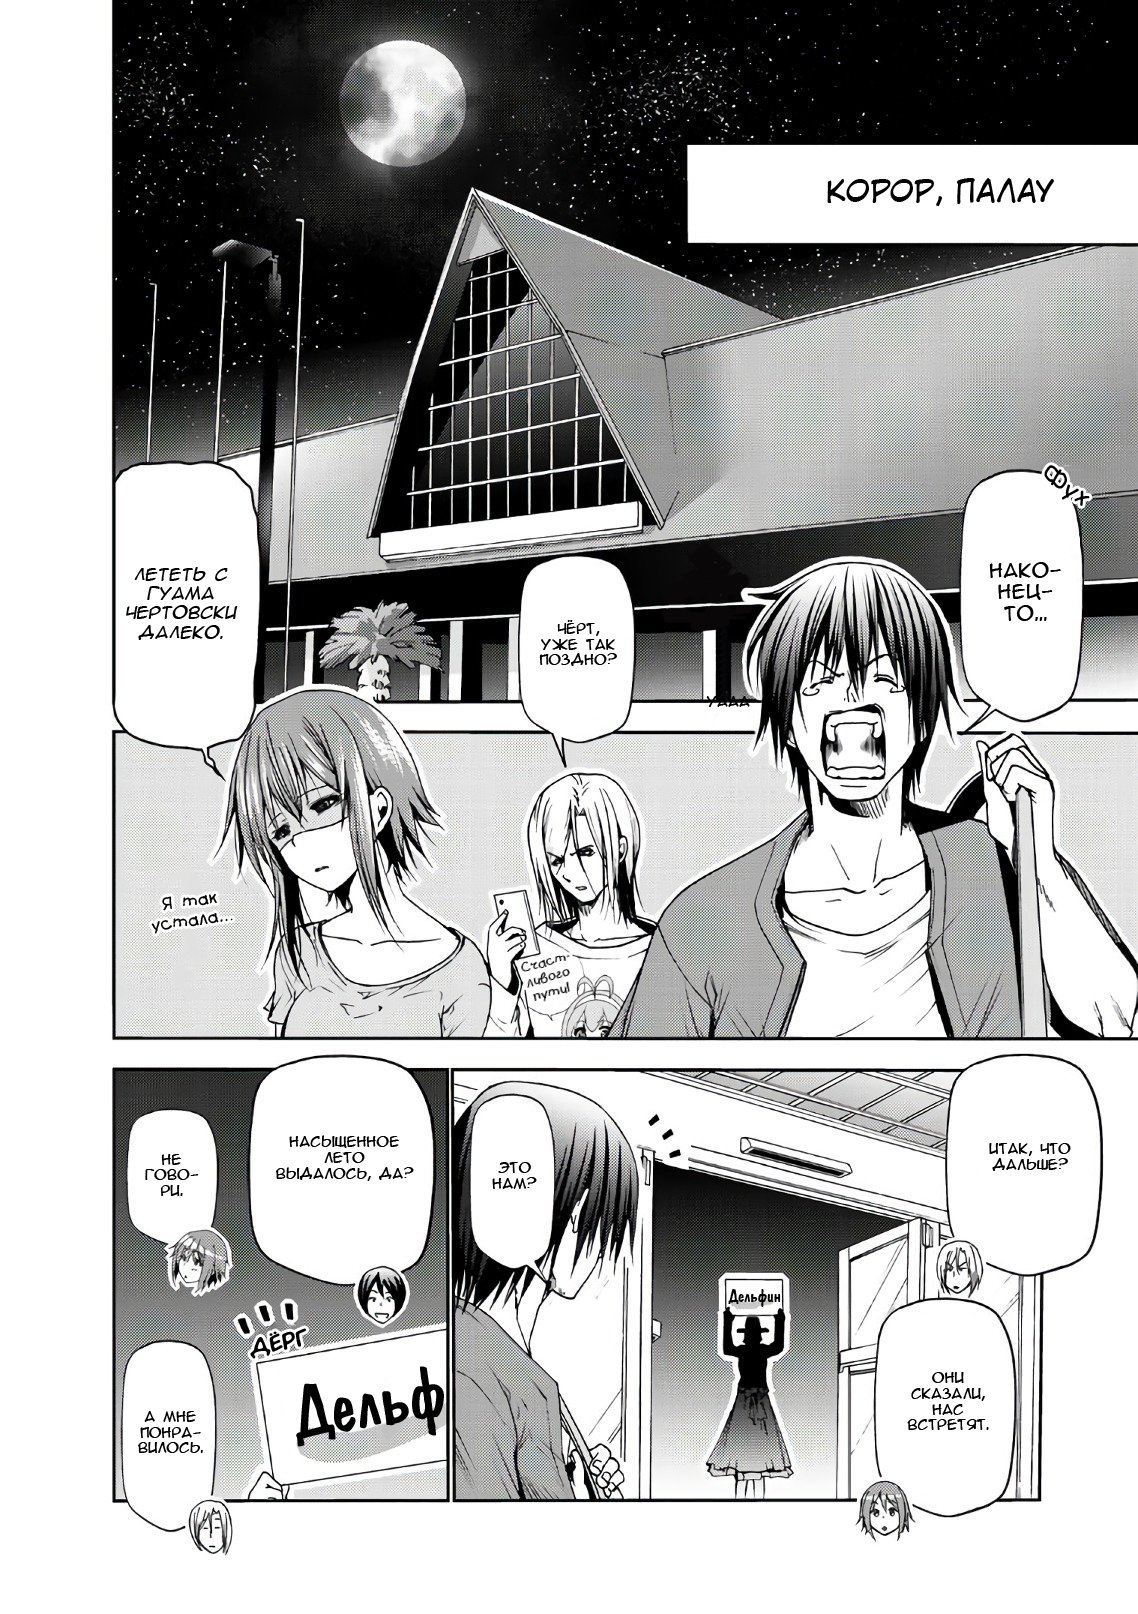 КОРОР, ПАЛАУ
Фух
НАКО-
НЕЦ-
ТО...
Уааа
ЧЁРТ,
УЖЕ ТАК
ПОЗДНО?
ЛЕТЕТЬ С
ГУАМА
ЧЕРТОВСКИ
ДАЛЕКО.
Я так
устала...
Счаст-
ливого
пути!
ИТАК, ЧТО
ДАЛЬШЕ?
ОНИ
СКАЗАЛИ,
НАС
ВСТРЕТЯТ.
Дельфин
ЭТО
НАМ?
НАСЫЩЕННОЕ
ЛЕТО
ВЫДАЛОСЬ, ДА?
НЕ
ГОВО-
РИ.
ДЁРГ
Дельф
А МНЕ
ПОНРА-
ВИЛОСЬ.